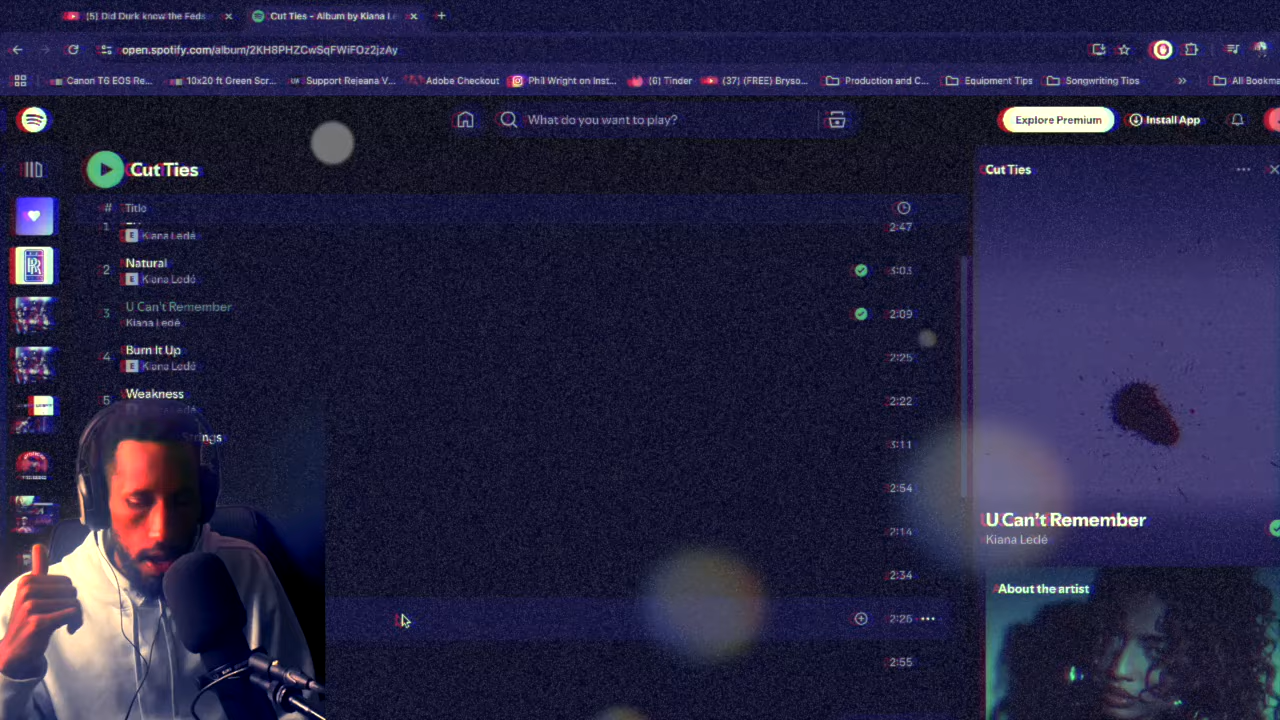 [5] Did Durk know the Feds
Cut Ties - Album by Kiana Le
open.spotify.com/album/2KH8PHZCwSqFWiFOz2jzAy
Canon T6 EOS Re...
10x20 ft Green Scr...
Support Rejeana V...
Adobe Checkout
Phil Wright on Inst...
(6) Tinder
(37) (FREE) Bryso...
Production and C...
Equipment Tips
Songwriting Tips
All Bookma
What do you want to play?
Explore Premium
Install App
Cut Ties
# Title
1 2:47
E Kiana Ledé
2 Natural 3:03
E Kiana Ledé
3 U Can't Remember 2:09
Kiana Ledé
4 Burn It Up 2:25
E Kiana Ledé
5 Weakness 2:22
Strings 3:11
2:54
2:14
2:34
2:26
2:55
Cut Ties
U Can't Remember
Kiana Ledé
About the artist